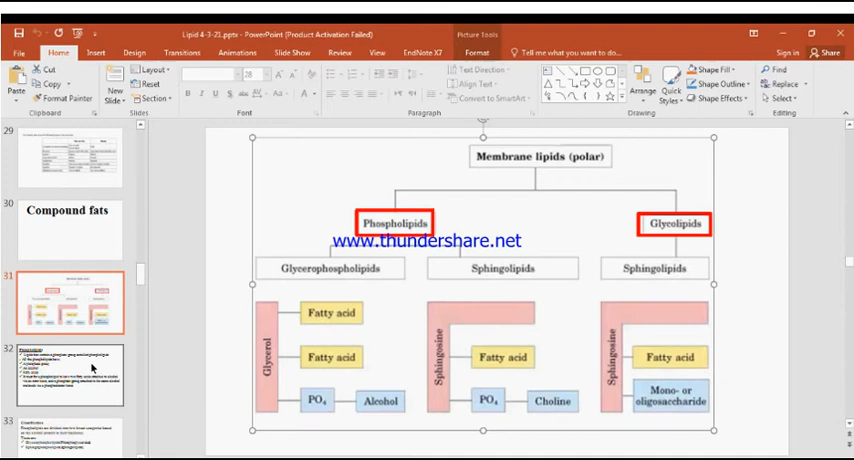 Lipid 4-3-21.pptx - PowerPoint (Product Activation Failed)
Picture Tools
File Home Insert Design Transitions Animations Slide Show Review View EndNote X7 Format Tell me what you want to do... Sign in Share
Cut
Copy
Format Painter
Paste
Clipboard
New Slide
Layout
Reset
Section
Slides
28
B I U S abc AV Aa A
Font
Paragraph
Text Direction
Align Text
Convert to SmartArt
Arrange
Quick Styles
Shape Fill
Shape Outline
Shape Effects
Drawing
Find
Replace
Select
Editing
29
30
Compound fats
31
32
33
Membrane lipids (polar)
Phospholipids
Glycolipids
www.thundershare.net
Glycerophospholipids
Sphingolipids
Sphingolipids
Glycerol
Fatty acid
Fatty acid
PO4
Alcohol
Sphingosine
Fatty acid
PO4
Choline
Sphingosine
Fatty acid
Mono- or
oligosaccharide